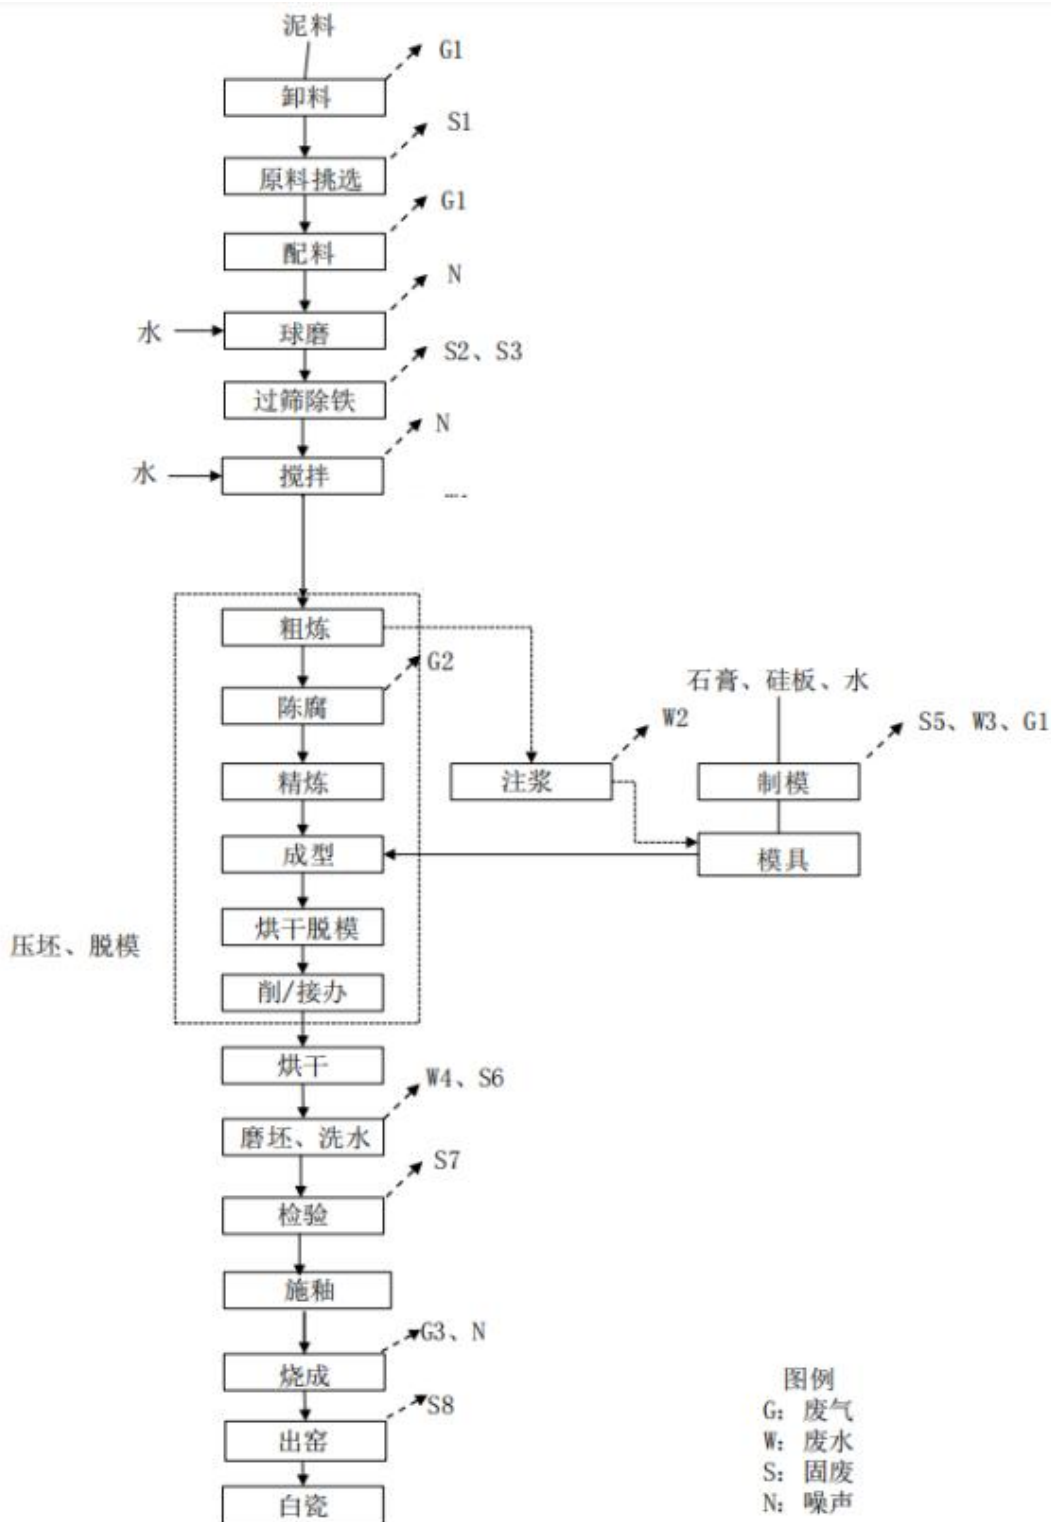 泥料
G1
卸料
S1
原料挑选
G1
配料
N
水
球磨
S2、S3
过筛除铁
N
水
搅拌
粗炼
G2
陈腐
石膏、硅板、水
W2
S5、W3、G1
精炼
注浆
制模
成型
模具
烘干脱模
压坯、脱模
削/接办
烘干
W4、S6
磨坯、洗水
S7
检验
施釉
G3、N
烧成
S8
出窑
白瓷
图例
G：废气
W：废水
S：固废
N：噪声